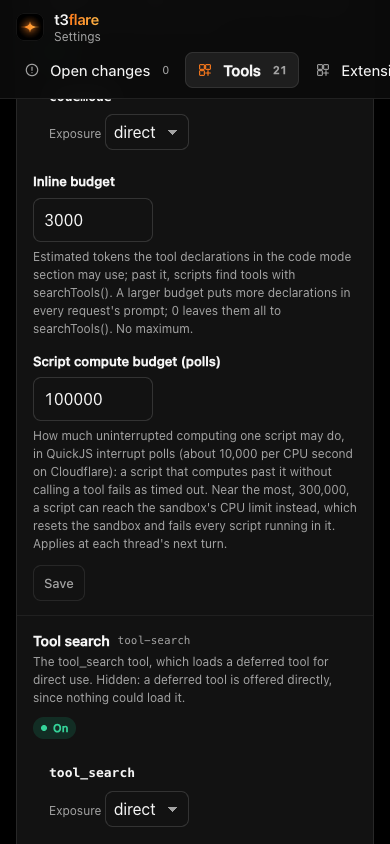 t3flare
Settings
Open changes 0 Tools 21 Extensi
codemode
Exposure direct
Inline budget
3000
Estimated tokens the tool declarations in the code mode
section may use; past it, scripts find tools with
searchTools(). A larger budget puts more declarations in
every request's prompt; 0 leaves them all to
searchTools(). No maximum.
Script compute budget (polls)
100000
How much uninterrupted computing one script may do,
in QuickJS interrupt polls (about 10,000 per CPU second
on Cloudflare): a script that computes past it without
calling a tool fails as timed out. Near the most, 300,000,
a script can reach the sandbox's CPU limit instead, which
resets the sandbox and fails every script running in it.
Applies at each thread's next turn.
Save
Tool search tool-search
The tool_search tool, which loads a deferred tool for
direct use. Hidden: a deferred tool is offered directly,
since nothing could load it.
On
tool_search
Exposure direct